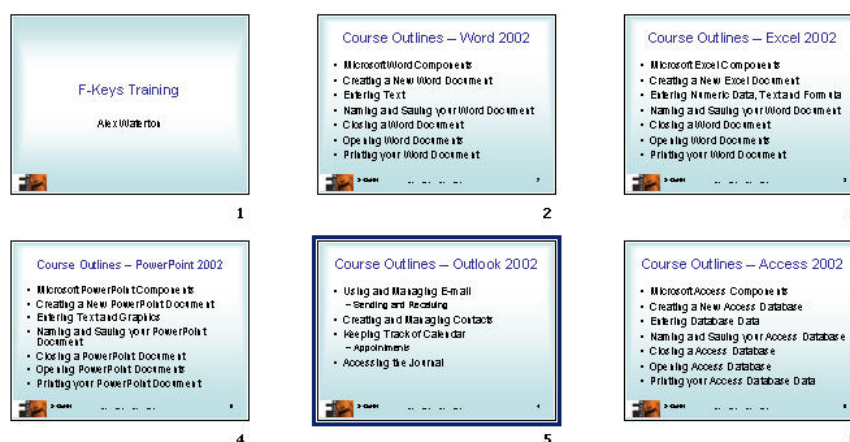 F-Keys Training
Alex Waterton
1
Course Outlines – Word 2002
• Microsoft Word Components
• Creating a New Word Document
• Entering Text
• Naming and Saving your Word Document
• Closing a Word Document
• Opening Word Documents
• Printing your Word Document
2
Course Outlines – Excel 2002
• Microsoft Excel Components
• Creating a New Excel Document
• Entering Numeric Data, Text and Formula
• Naming and Saving your Word Document
• Closing a Word Document
• Opening Word Documents
• Printing your Word Document
Course Outlines – PowerPoint 2002
• Microsoft PowerPoint Components
• Creating a New PowerPoint Document
• Entering Text and Graphics
• Naming and Saving your PowerPoint
Document
• Closing a PowerPoint Document
• Opening PowerPoint Documents
• Printing your PowerPoint Document
4
Course Outlines – Outlook 2002
• Using and Managing E-mail
– Sending and Receiving
• Creating and Managing Contacts
• Keeping Track of Calendar
– Appointments
• Accessing the Journal
5
Course Outlines – Access 2002
• Microsoft Access Components
• Creating a New Access Database
• Entering Database Data
• Naming and Saving your Access Database
• Closing a Access Database
• Opening Access Database
• Printing your Access Database Data